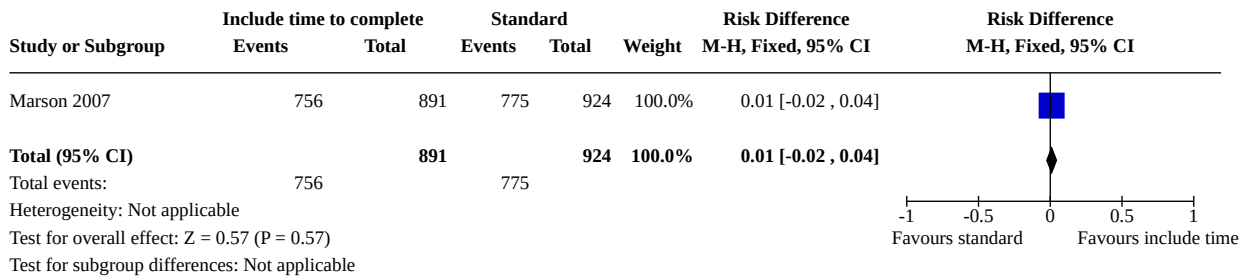 Include time to complete Standard Risk Difference Risk Difference
Study or Subgroup Events Total Events Total Weight M-H, Fixed, 95% CI M-H, Fixed, 95% CI
Marson 2007 756 891 775 924 100.0% 0.01 [-0.02 , 0.04]
Total (95% CI) 891 924 100.0% 0.01 [-0.02 , 0.04]
Total events: 756 775
Heterogeneity: Not applicable
Test for overall effect: Z = 0.57 (P = 0.57)
Test for subgroup differences: Not applicable
-1 -0.5 0 0.5 1
Favours standard Favours include time